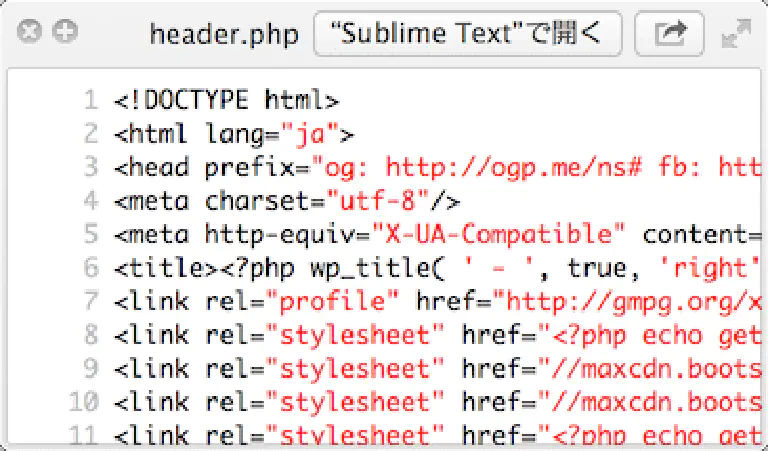 header.php “Sublime Text”で開く
1 <!DOCTYPE html>
2 <html lang="ja">
3 <head prefix="og: http://ogp.me/ns# fb: htt
4 <meta charset="utf-8"/>
5 <meta http-equiv="X-UA-Compatible" content=
6 <title><?php wp_title( ' - ', true, 'right'
7 <link rel="profile" href="http://gmpg.org/x
8 <link rel="stylesheet" href="<?php echo get
9 <link rel="stylesheet" href="//maxcdn.boots
10 <link rel="stylesheet" href="//maxcdn.boots
11 <link rel="stylesheet" href="<?php echo get